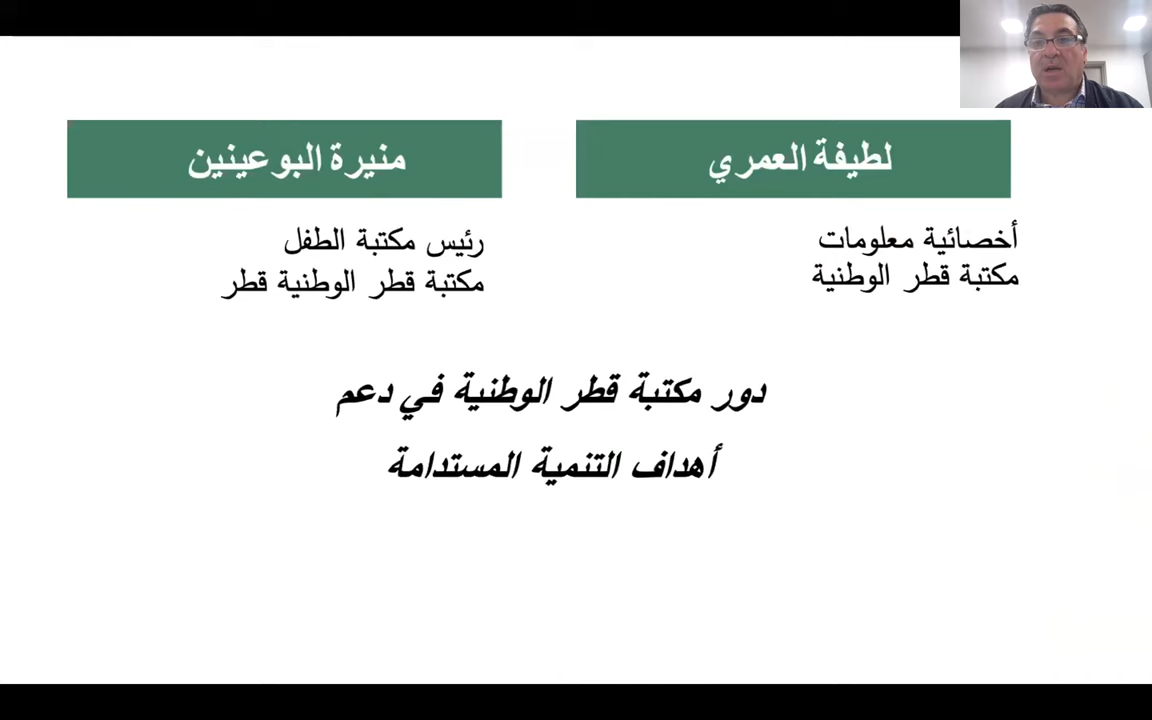 لطيفة العمري
أخصائية معلومات
مكتبة قطر الوطنية
منيرة البوعينين
رئيس مكتبة الطفل
مكتبة قطر الوطنية قطر
دور مكتبة قطر الوطنية في دعم
أهداف التنمية المستدامة